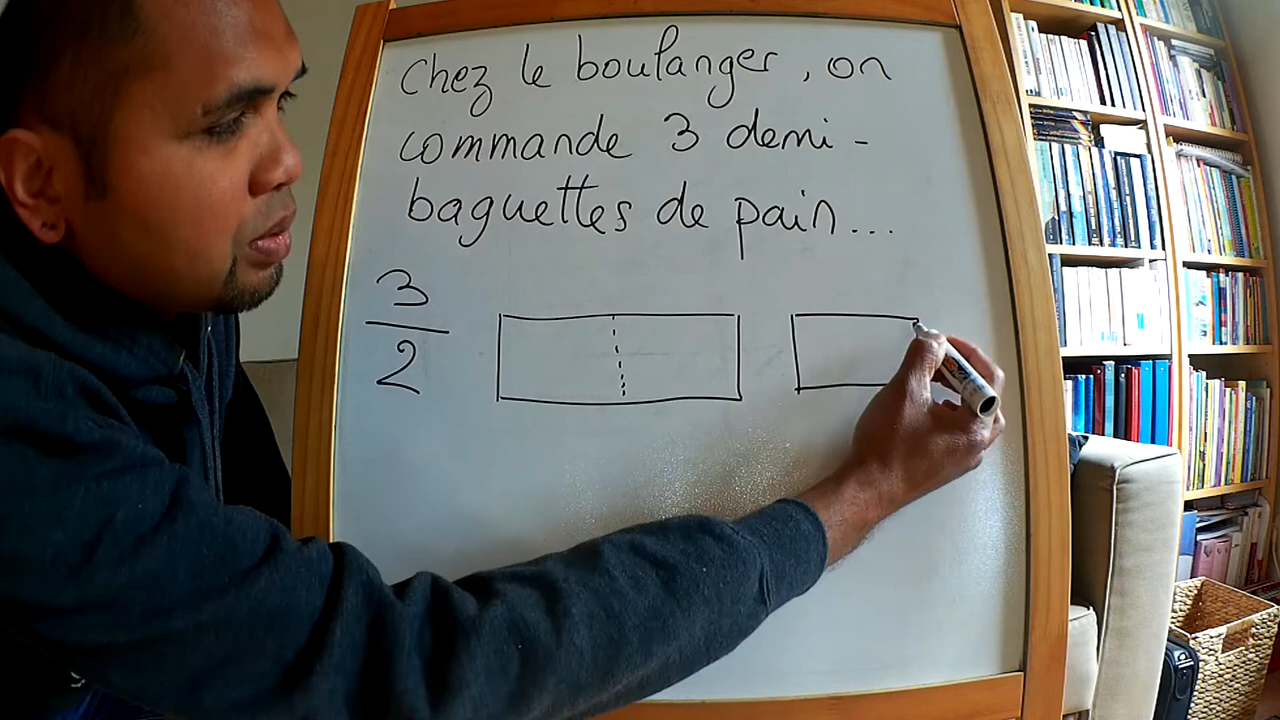 Chez le boulanger, on
commande 3 demi-
baguettes de pain...
3
2